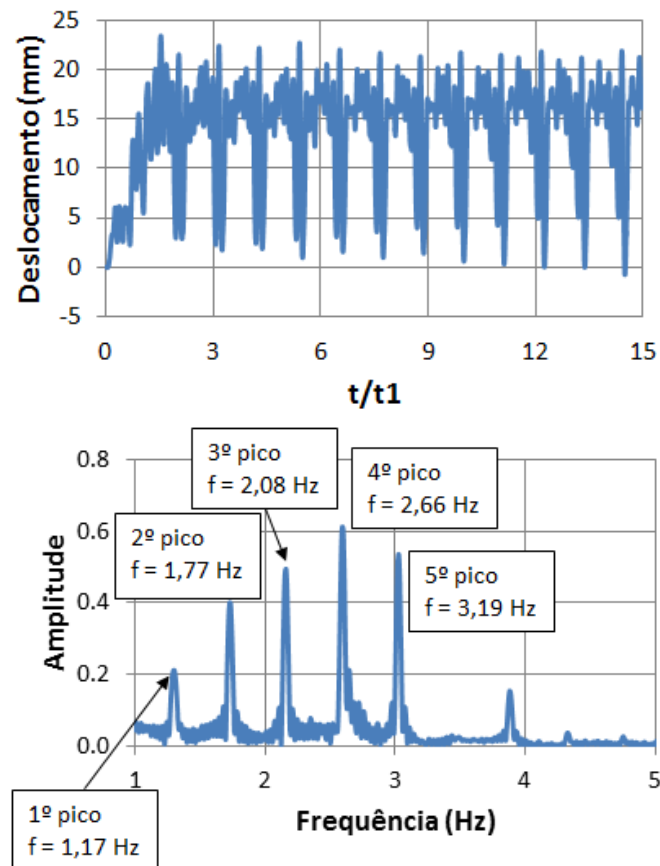 Deslocamento (mm)
25
20
15
10
5
0
-5
0 3 6 9 12 15
t/t1
3º pico
f = 2,08 Hz
4º pico
f = 2,66 Hz
2º pico
f = 1,77 Hz
5º pico
f = 3,19 Hz
Amplitude
0.8
0.6
0.4
0.2
0.0
1 2 3 4 5
Frequência (Hz)
1º pico
f = 1,17 Hz